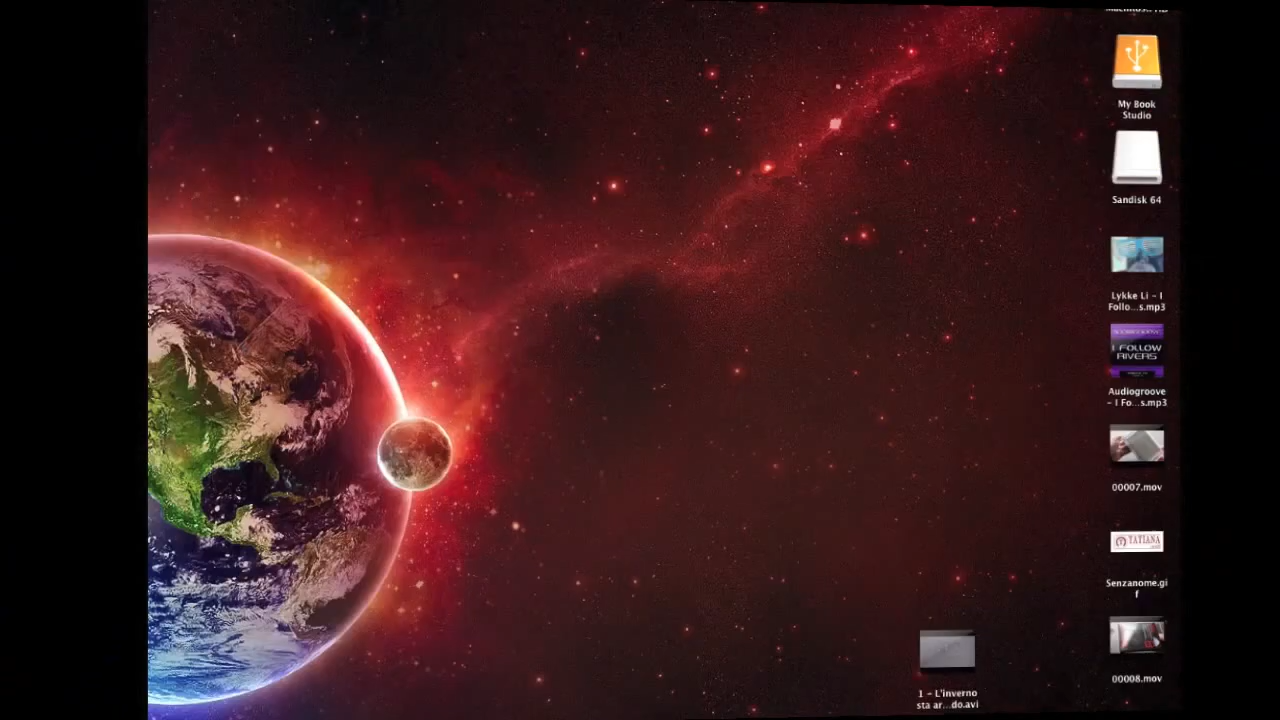 My Book
Studio
Sandisk 64
Lykke Li – I
Follo...s.mp3
I FOLLOW
RIVERS
Audiogroove
– I Fo...s.mp3
00007.mov
TATIANA
Senzanome.gi
f
00008.mov
1 – L'inverno
sta ar...do.avi